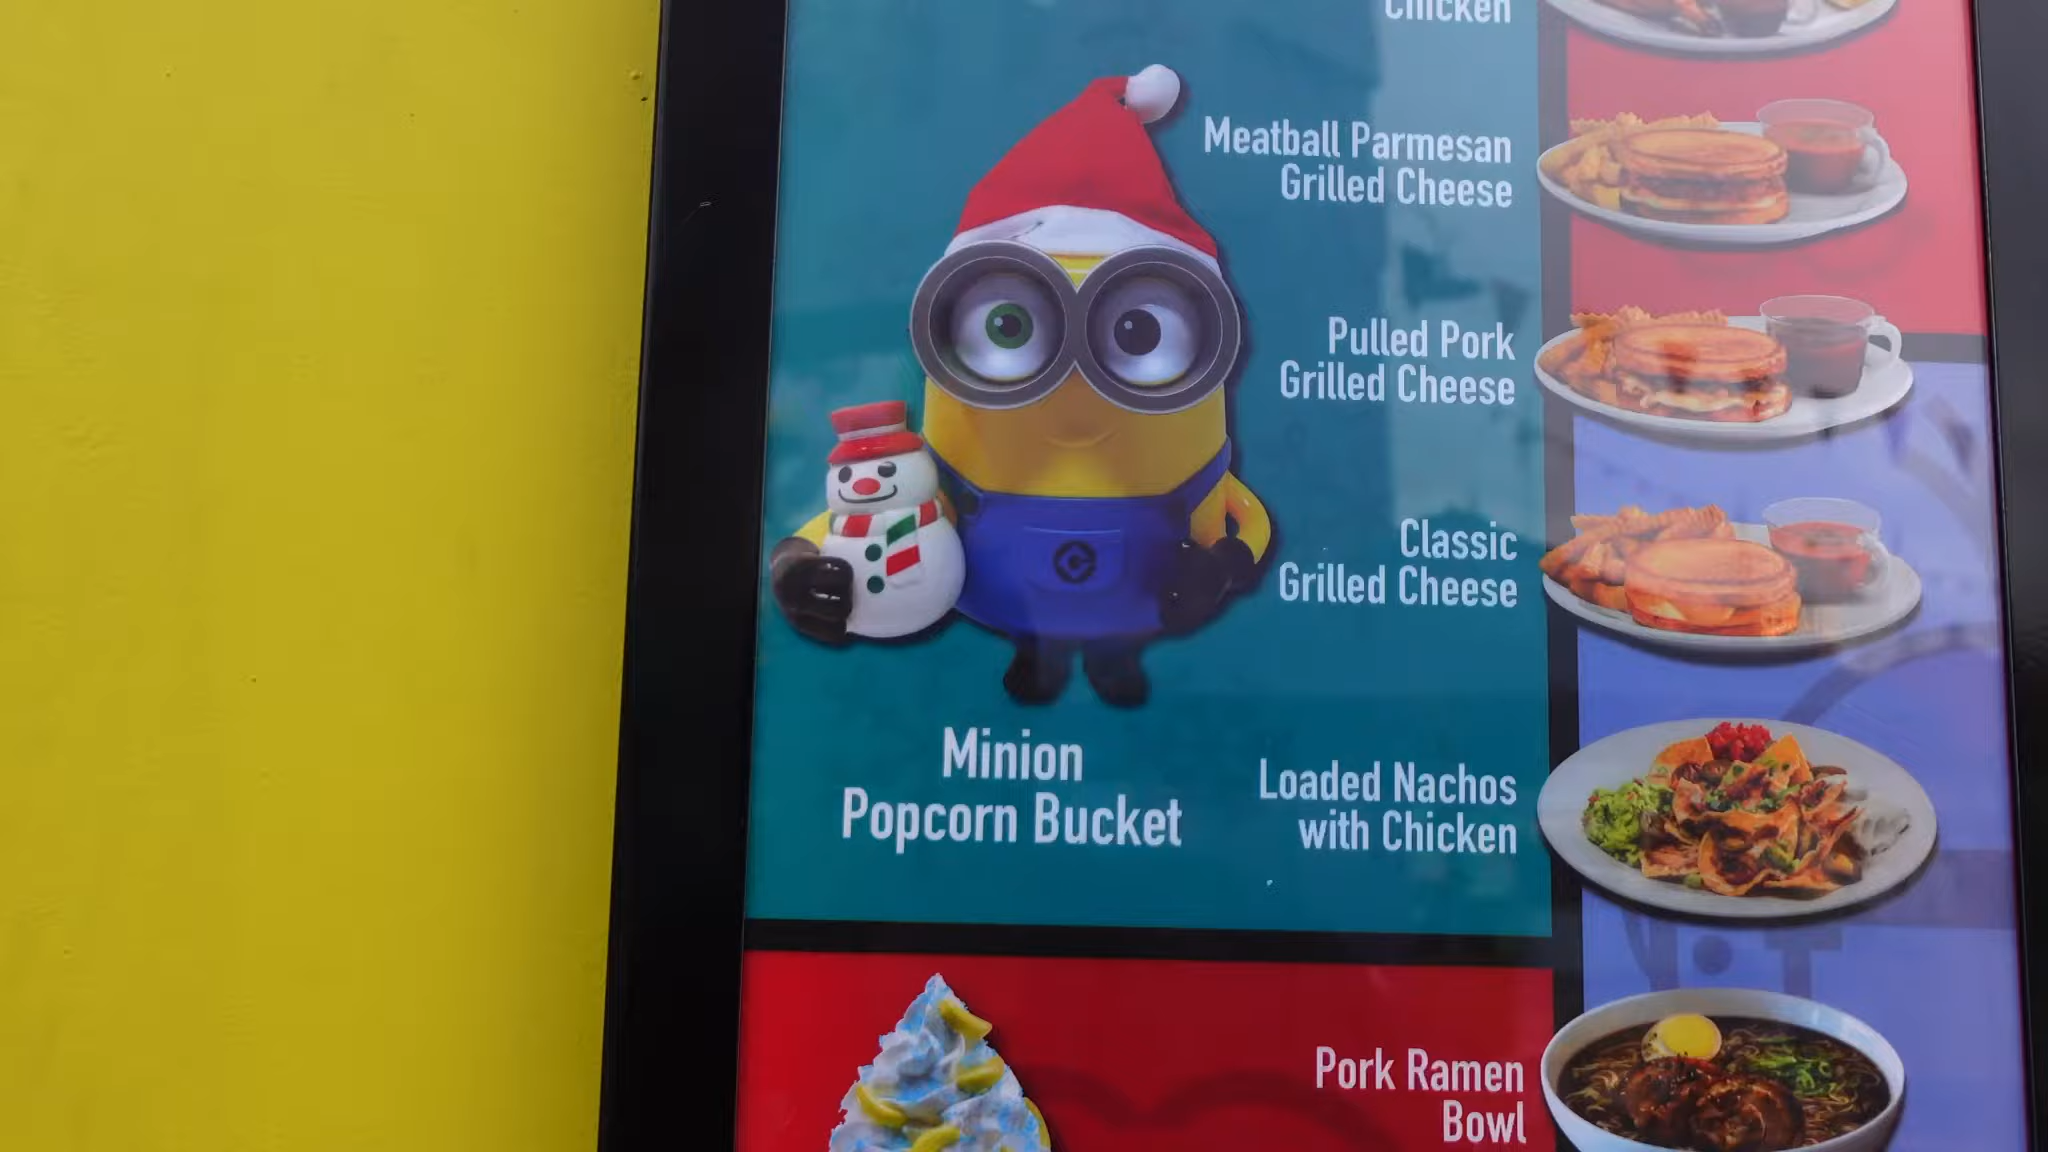 Chicken
Meatball Parmesan
Grilled Cheese
Pulled Pork
Grilled Cheese
Classic
Grilled Cheese
Minion
Popcorn Bucket
Loaded Nachos
with Chicken
Pork Ramen
Bowl